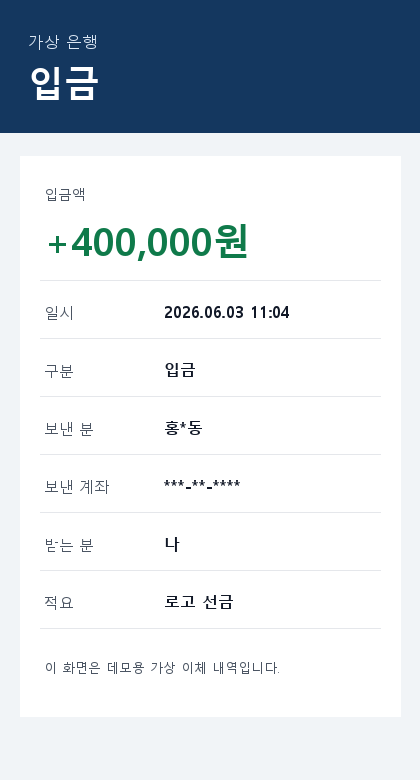 가상 은행
입금
입금액
+400,000원
일시 2026.06.03 11:04
구분 입금
보낸 분 홍*동
보낸 계좌 ***-**-****
받는 분 나
적요 로고 선금
이 화면은 데모용 가상 이체 내역입니다.